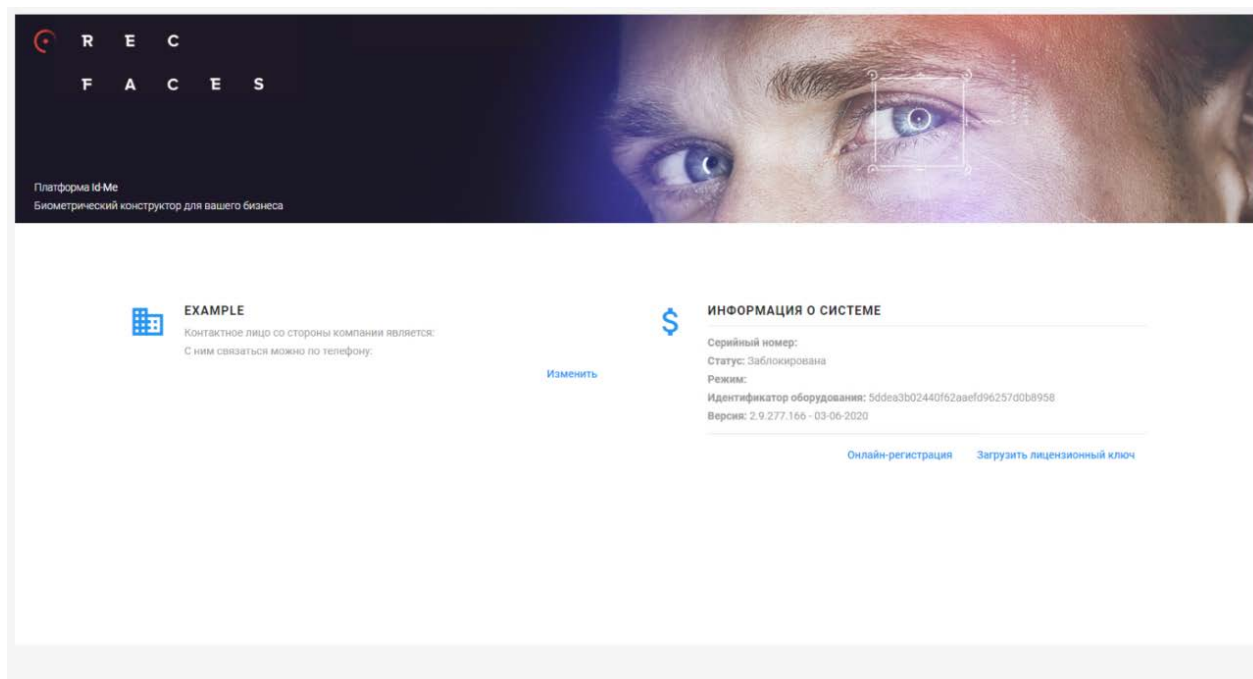 REC
FACES
Платформа Id-Me
Биометрический конструктор для вашего бизнеса
EXAMPLE
Контактное лицо со стороны компании является:
С ним связаться можно по телефону:
Изменить
ИНФОРМАЦИЯ О СИСТЕМЕ
Серийный номер:
Статус: Заблокирована
Режим:
Идентификатор оборудования: 5ddea3b02440f62aaefd96257d0b8958
Версия: 2.9.277.166 - 03-06-2020
Онлайн-регистрация Загрузить лицензионный ключ